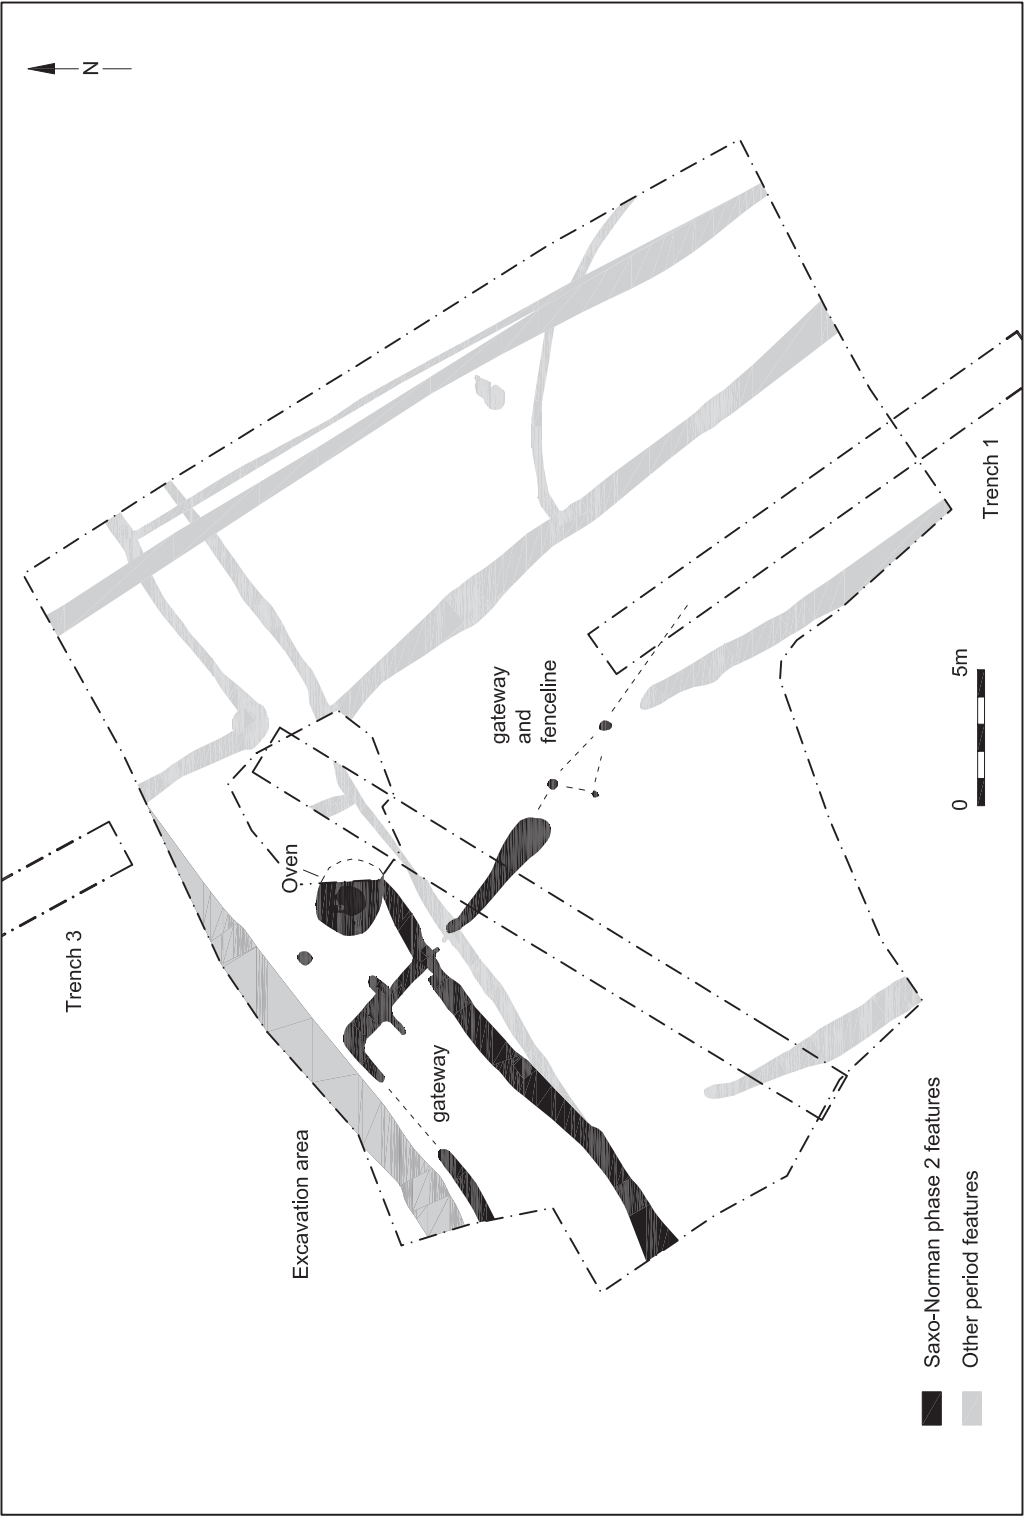 N
Trench 3
Oven
Excavation area
gateway
gateway
and
fenceline
Trench 1
0
5m
Saxo-Norman phase 2 features
Other period features